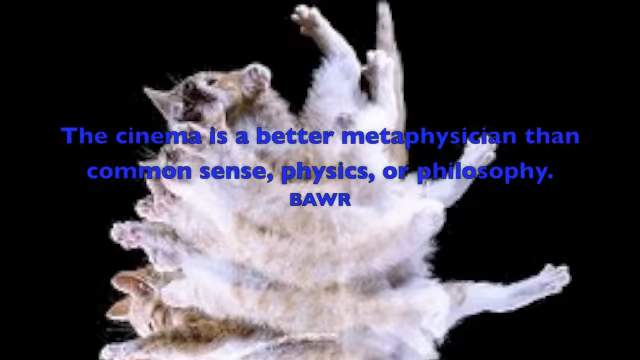 The cinema is a better metaphysician than
common sense, physics, or philosophy.
BAWR